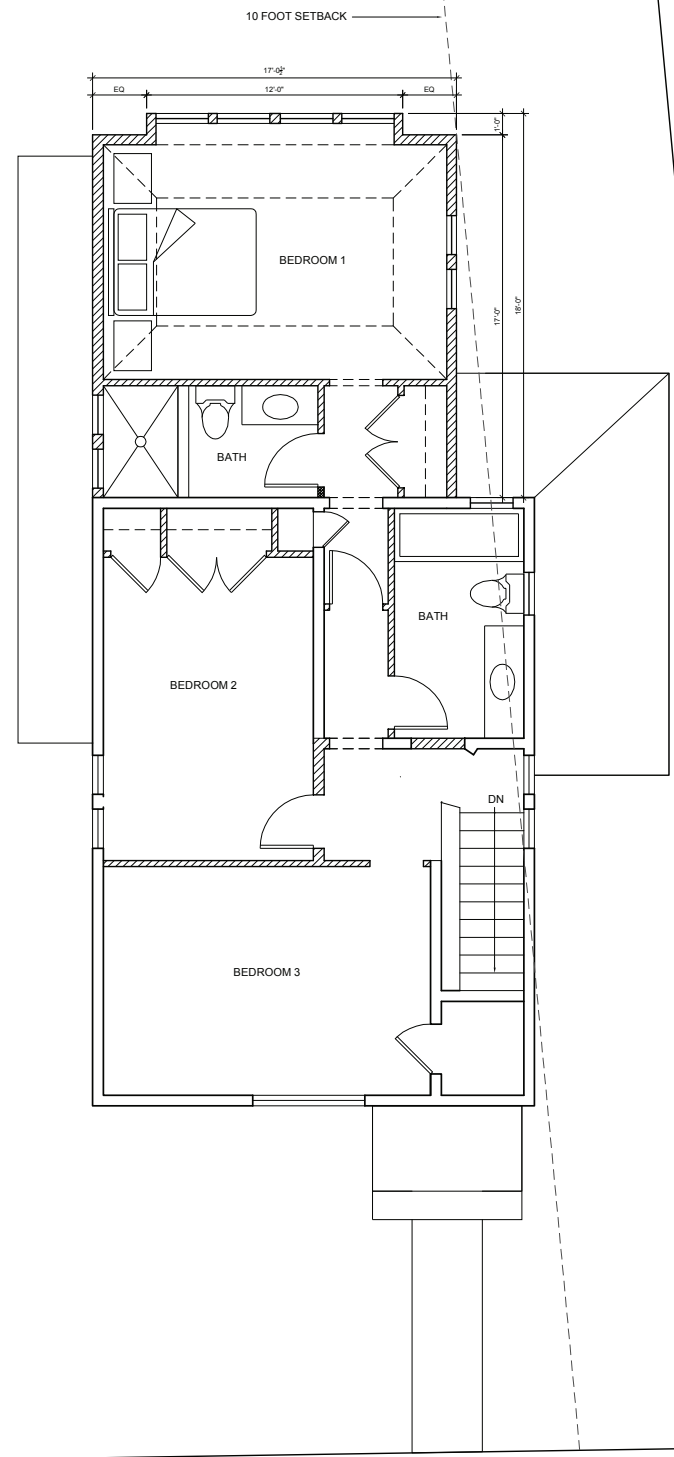 10 FOOT SETBACK
17'-0½"
EQ
12'-0"
EQ
1'-0"
17'-0"
18'-0"
BEDROOM 1
BATH
BATH
BEDROOM 2
DN
BEDROOM 3